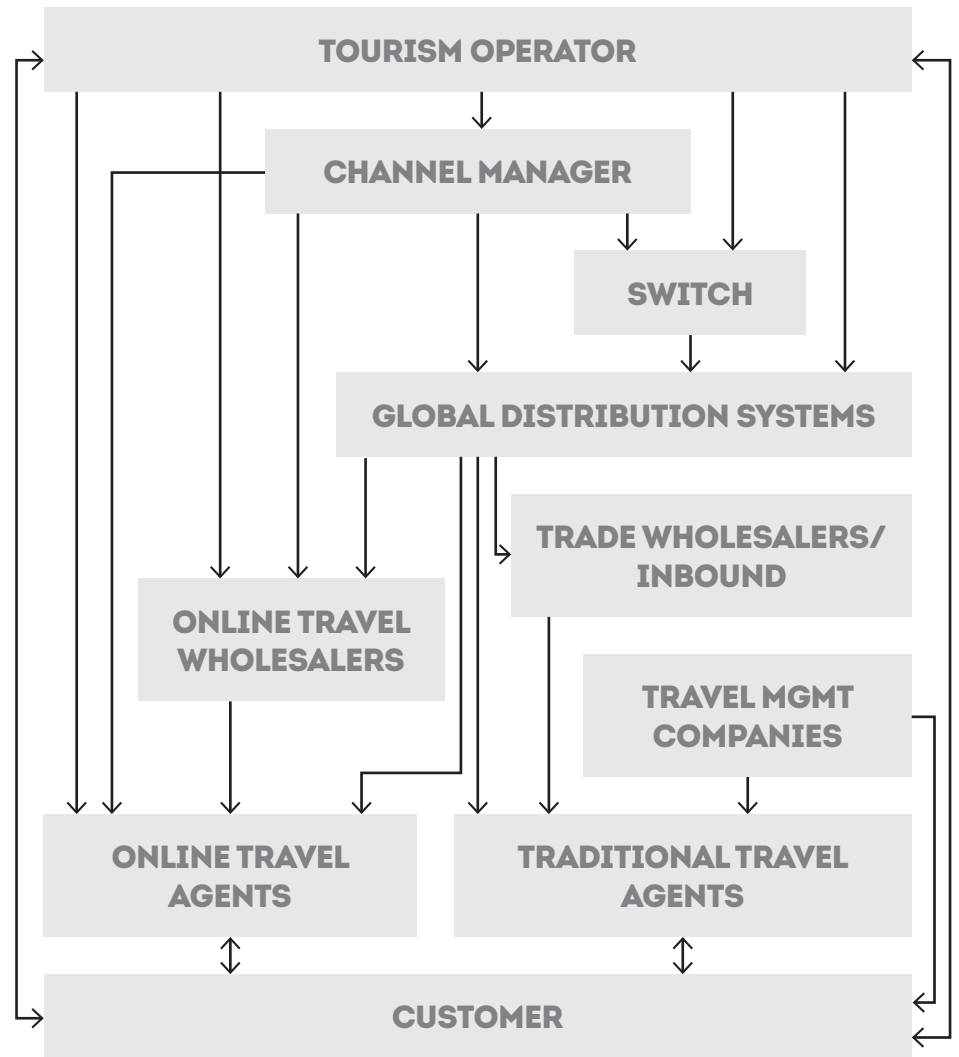 TOURISM OPERATOR
CHANNEL MANAGER
SWITCH
GLOBAL DISTRIBUTION SYSTEMS
TRADE WHOLESALERS/
INBOUND
ONLINE TRAVEL
WHOLESALERS
TRAVEL MGMT
COMPANIES
ONLINE TRAVEL
AGENTS
TRADITIONAL TRAVEL
AGENTS
CUSTOMER